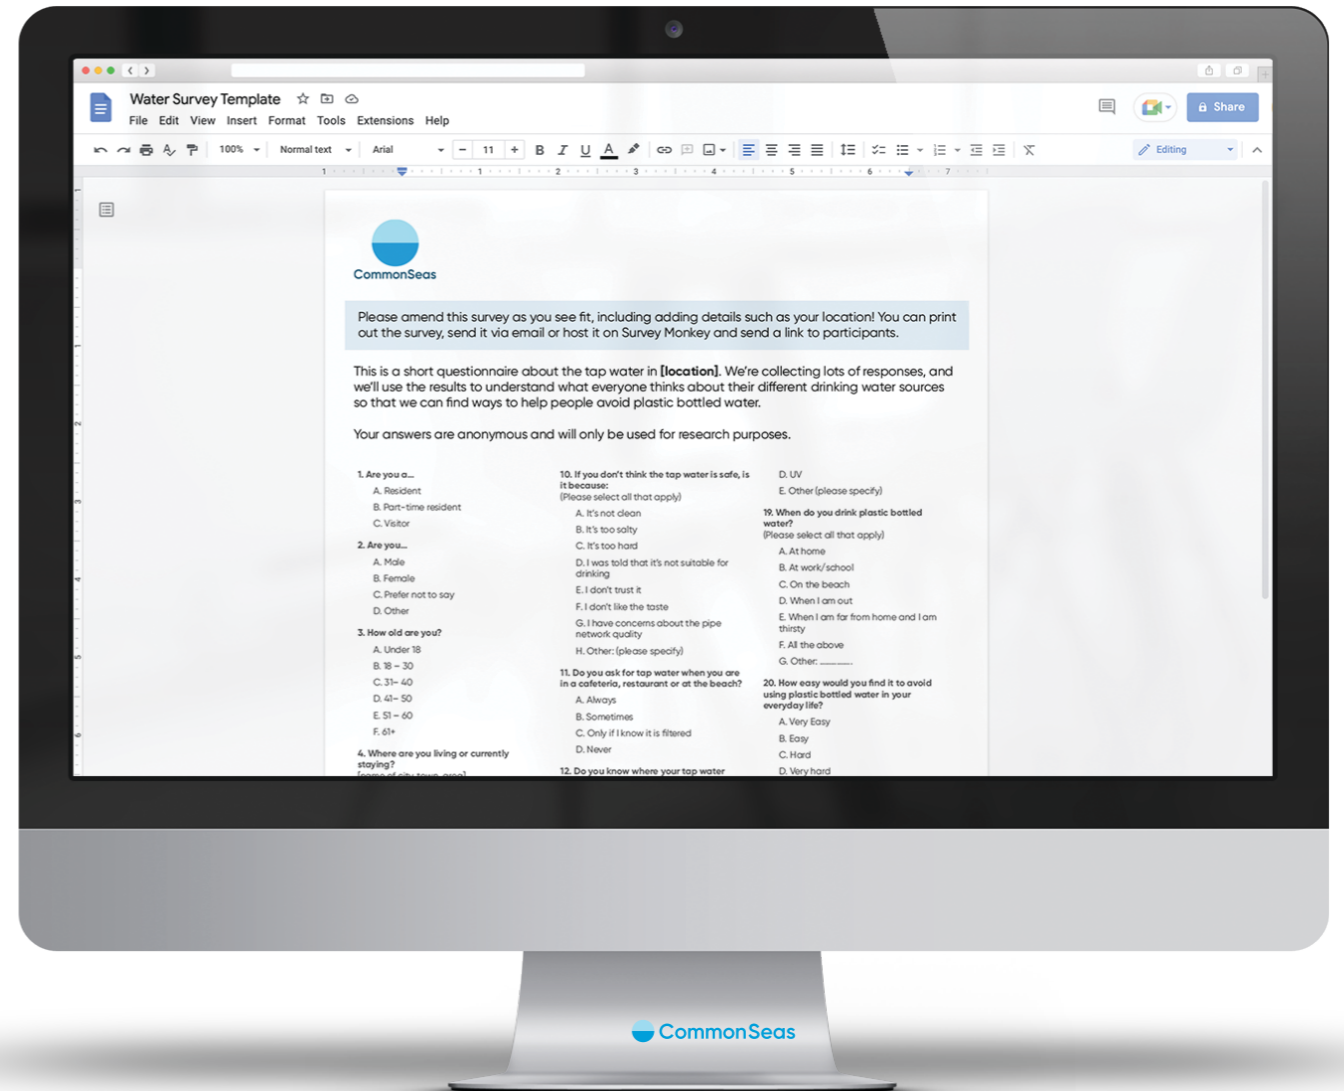 Water Survey Template
File Edit View Insert Format Tools Extensions Help
Share
100% Normal text Arial − 11 + B I U A Editing
1 1 2 3 4 5 6 7
CommonSeas
Please amend this survey as you see fit, including adding details such as your location! You can print
out the survey, send it via email or host it on Survey Monkey and send a link to participants.
This is a short questionnaire about the tap water in [location]. We're collecting lots of responses, and
we'll use the results to understand what everyone thinks about their different drinking water sources
so that we can find ways to help people avoid plastic bottled water.
Your answers are anonymous and will only be used for research purposes.
1. Are you a...
A. Resident
B. Part-time resident
C. Visitor
2. Are you...
A. Male
B. Female
C. Prefer not to say
D. Other
3. How old are you?
A. Under 18
B. 18 – 30
C. 31– 40
D. 41– 50
E. 51 – 60
F. 61+
4. Where are you living or currently
staying?
10. If you don't think the tap water is safe, is
it because:
(Please select all that apply)
A. It's not clean
B. It's too salty
C. It's too hard
D. I was told that it's not suitable for
drinking
E. I don't trust it
F. I don't like the taste
G. I have concerns about the pipe
network quality
H. Other: (please specify)
11. Do you ask for tap water when you are
in a cafeteria, restaurant or at the beach?
A. Always
B. Sometimes
C. Only if I know it is filtered
D. Never
12. Do you know where your tap water
D. UV
E. Other (please specify)
19. When do you drink plastic bottled
water?
(Please select all that apply)
A. At home
B. At work/school
C. On the beach
D. When I am out
E. When I am far from home and I am
thirsty
F. All the above
G. Other: ________.
20. How easy would you find it to avoid
using plastic bottled water in your
everyday life?
A. Very Easy
B. Easy
C. Hard
D. Very hard
CommonSeas